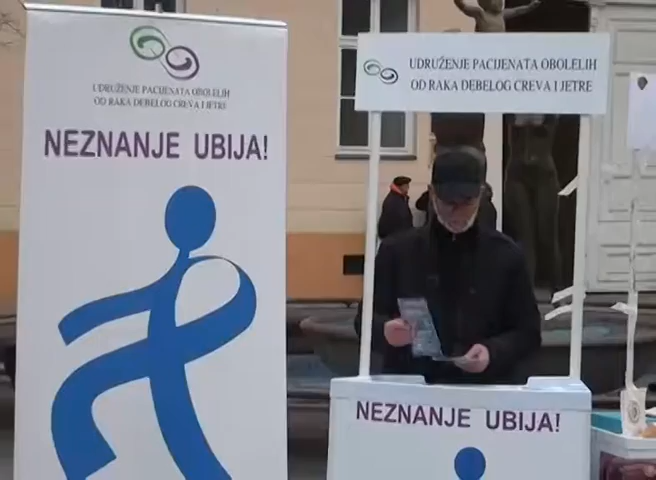 UDRUŽENJE PACIJENATA OBOLELIH
OD RAKA DEBELOG CREVA I JETRE
NEZNANJE UBIJA!
UDRUŽENJE PACIJENATA OBOLELIH
OD RAKA DEBELOG CREVA I JETRE
NEZNANJE UBIJA!